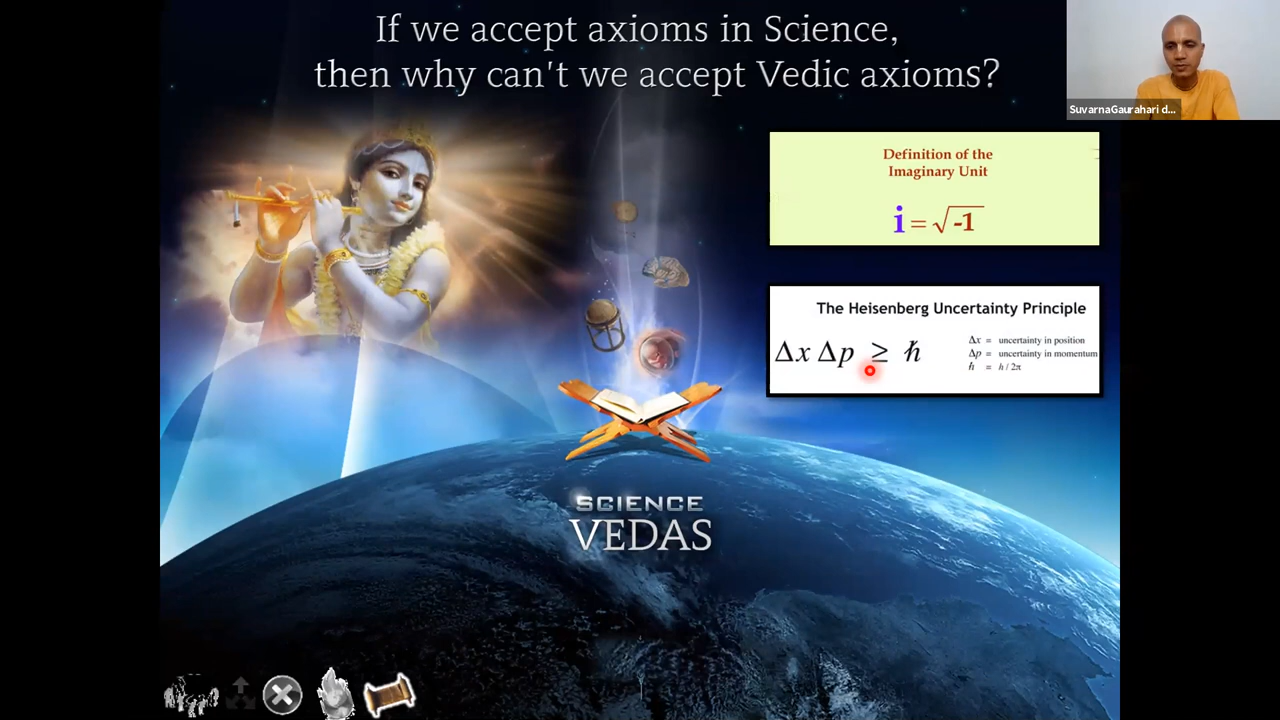 If we accept axioms in Science,
then why can't we accept Vedic axioms?
SuvarnaGaurahari d...
Definition of the
Imaginary Unit
i = √-1
The Heisenberg Uncertainty Principle
Δx Δp ≥ ℏ
Δx = uncertainty in position
Δp = uncertainty in momentum
ℏ = h / 2π
SCIENCE
VEDAS